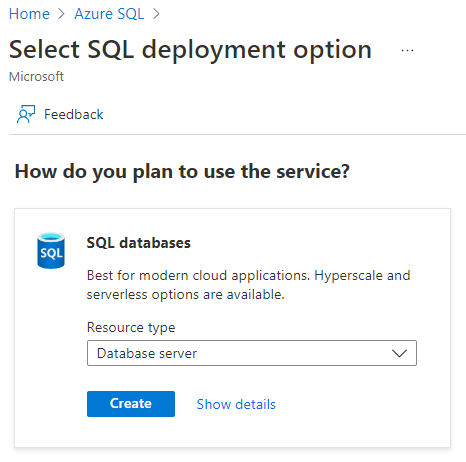 Home > Azure SQL >
Select SQL deployment option ...
Microsoft
Feedback
How do you plan to use the service?
SQL
SQL databases
Best for modern cloud applications. Hyperscale and
serverless options are available.
Resource type
Database server
Create Show details